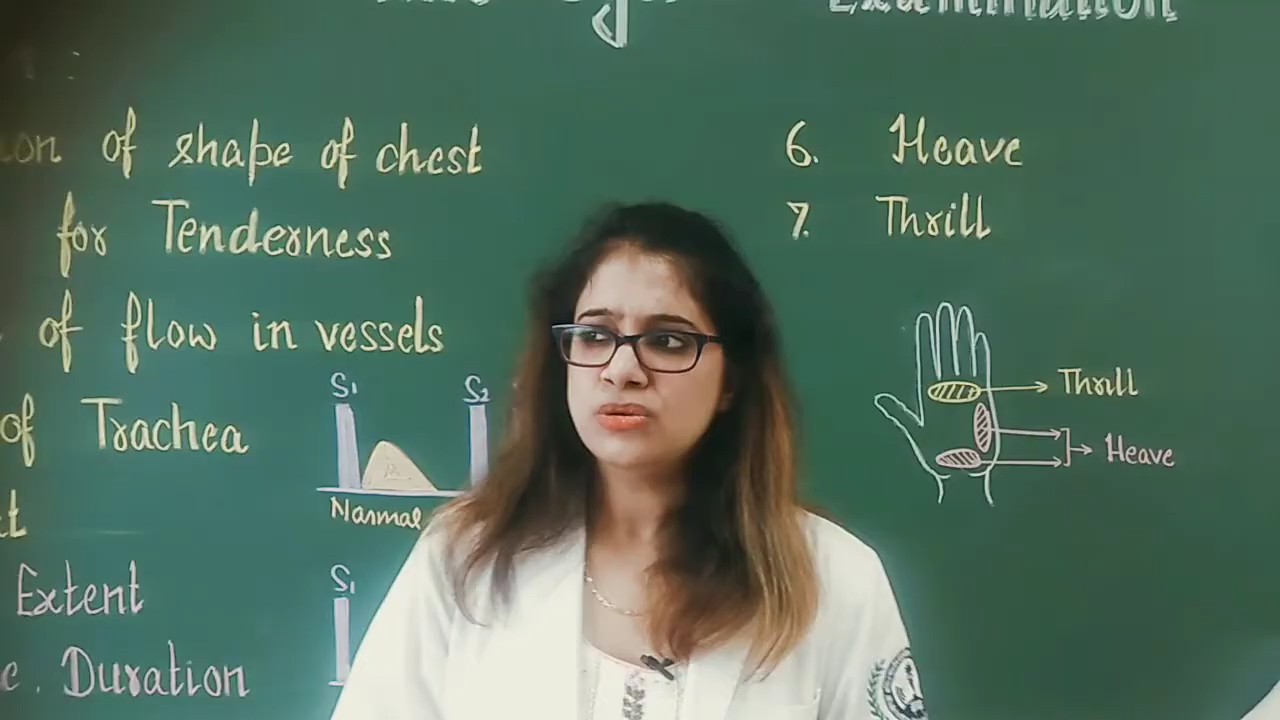 Examination
of shape of chest
for Tenderness
of flow in vessels
of Trachea
Extent
c. Duration
S₁ S₂
Normal
S₁
6. Heave
7. Thrill
Thrill
Heave